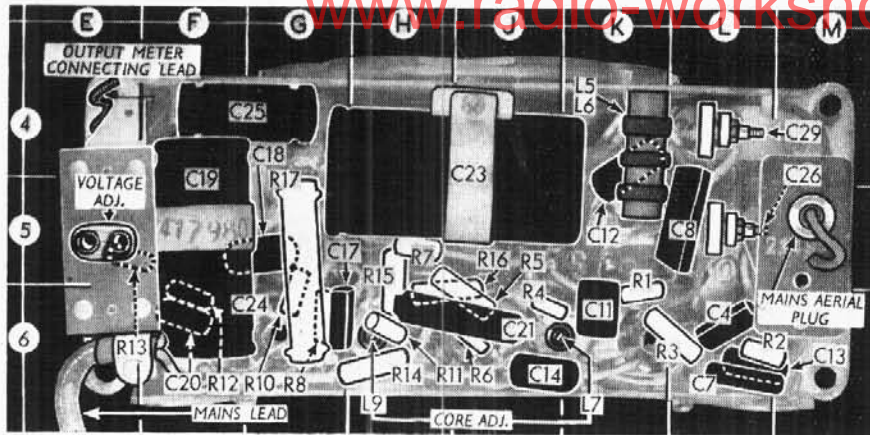 www.radio-worksho
E F G H J K L M
OUTPUT METER
CONNECTING LEAD
L5
L6
4
C25
C29
C18
C19
R17
C23
C26
VOLTAGE
ADJ.
C12
C8
5
417980
C17
R7
R16
R5
R15
R4
C11
R1
MAINS AERIAL
PLUG
C24
C21
C4
6
R13
R3
R2
C13
C20 R12 R10 R8 R14 R11 R6 C14 C7
L9 L7
MAINS LEAD
CORE ADJ.